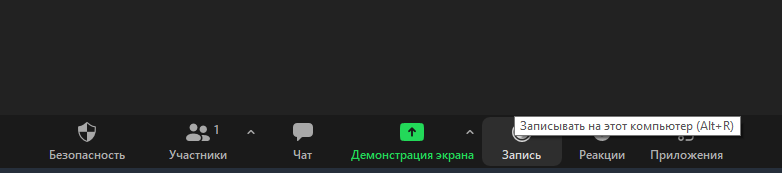 Записывать на этот компьютер (Alt+R)
1
Безопасность Участники Чат Демонстрация экрана Запись Реакции Приложения